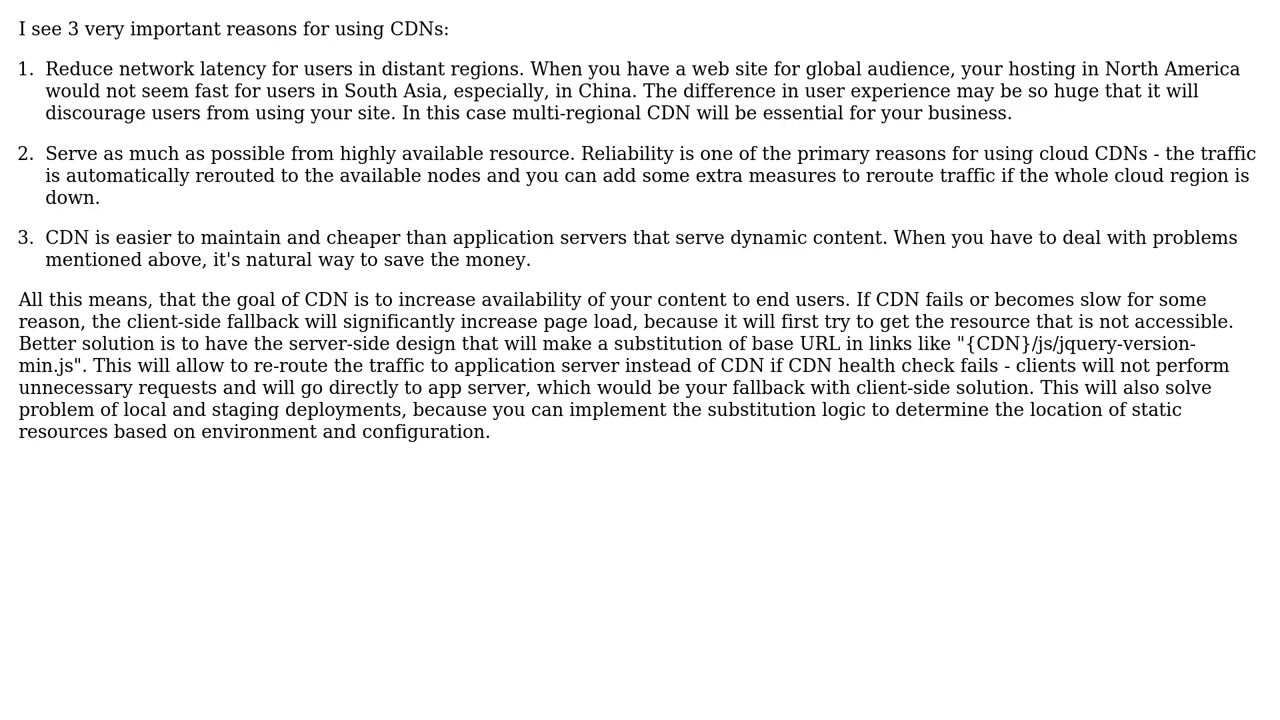 I see 3 very important reasons for using CDNs:
1. Reduce network latency for users in distant regions. When you have a web site for global audience, your hosting in North America
would not seem fast for users in South Asia, especially, in China. The difference in user experience may be so huge that it will
discourage users from using your site. In this case multi-regional CDN will be essential for your business.
2. Serve as much as possible from highly available resource. Reliability is one of the primary reasons for using cloud CDNs - the traffic
is automatically rerouted to the available nodes and you can add some extra measures to reroute traffic if the whole cloud region is
down.
3. CDN is easier to maintain and cheaper than application servers that serve dynamic content. When you have to deal with problems
mentioned above, it's natural way to save the money.
All this means, that the goal of CDN is to increase availability of your content to end users. If CDN fails or becomes slow for some
reason, the client-side fallback will significantly increase page load, because it will first try to get the resource that is not accessible.
Better solution is to have the server-side design that will make a substitution of base URL in links like "{CDN}/js/jquery-version-
min.js". This will allow to re-route the traffic to application server instead of CDN if CDN health check fails - clients will not perform
unnecessary requests and will go directly to app server, which would be your fallback with client-side solution. This will also solve
problem of local and staging deployments, because you can implement the substitution logic to determine the location of static
resources based on environment and configuration.